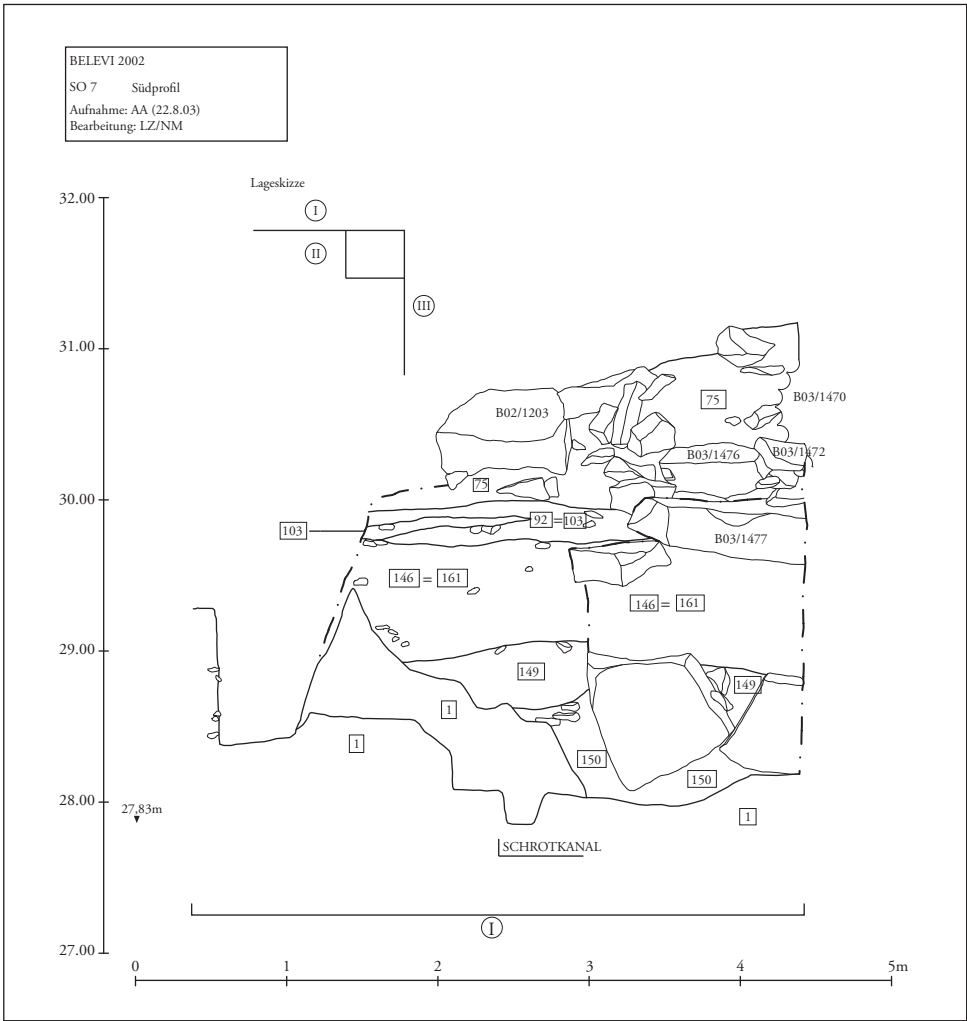 BELEVI 2002
SO 7 Südprofil
Aufnahme: AA (22.8.03)
Bearbeitung: LZ/NM
Lageskizze
32.00
I
II
III
31.00
75
B03/1470
B02/1203
B03/1476
B03/1472
75
30.00
92 = 103
103
B03/1477
146 = 161
146 = 161
29.00
149
149
1
1
150
150
28.00
27,83m
1
SCHROTKANAL
I
27.00
0 1 2 3 4 5m